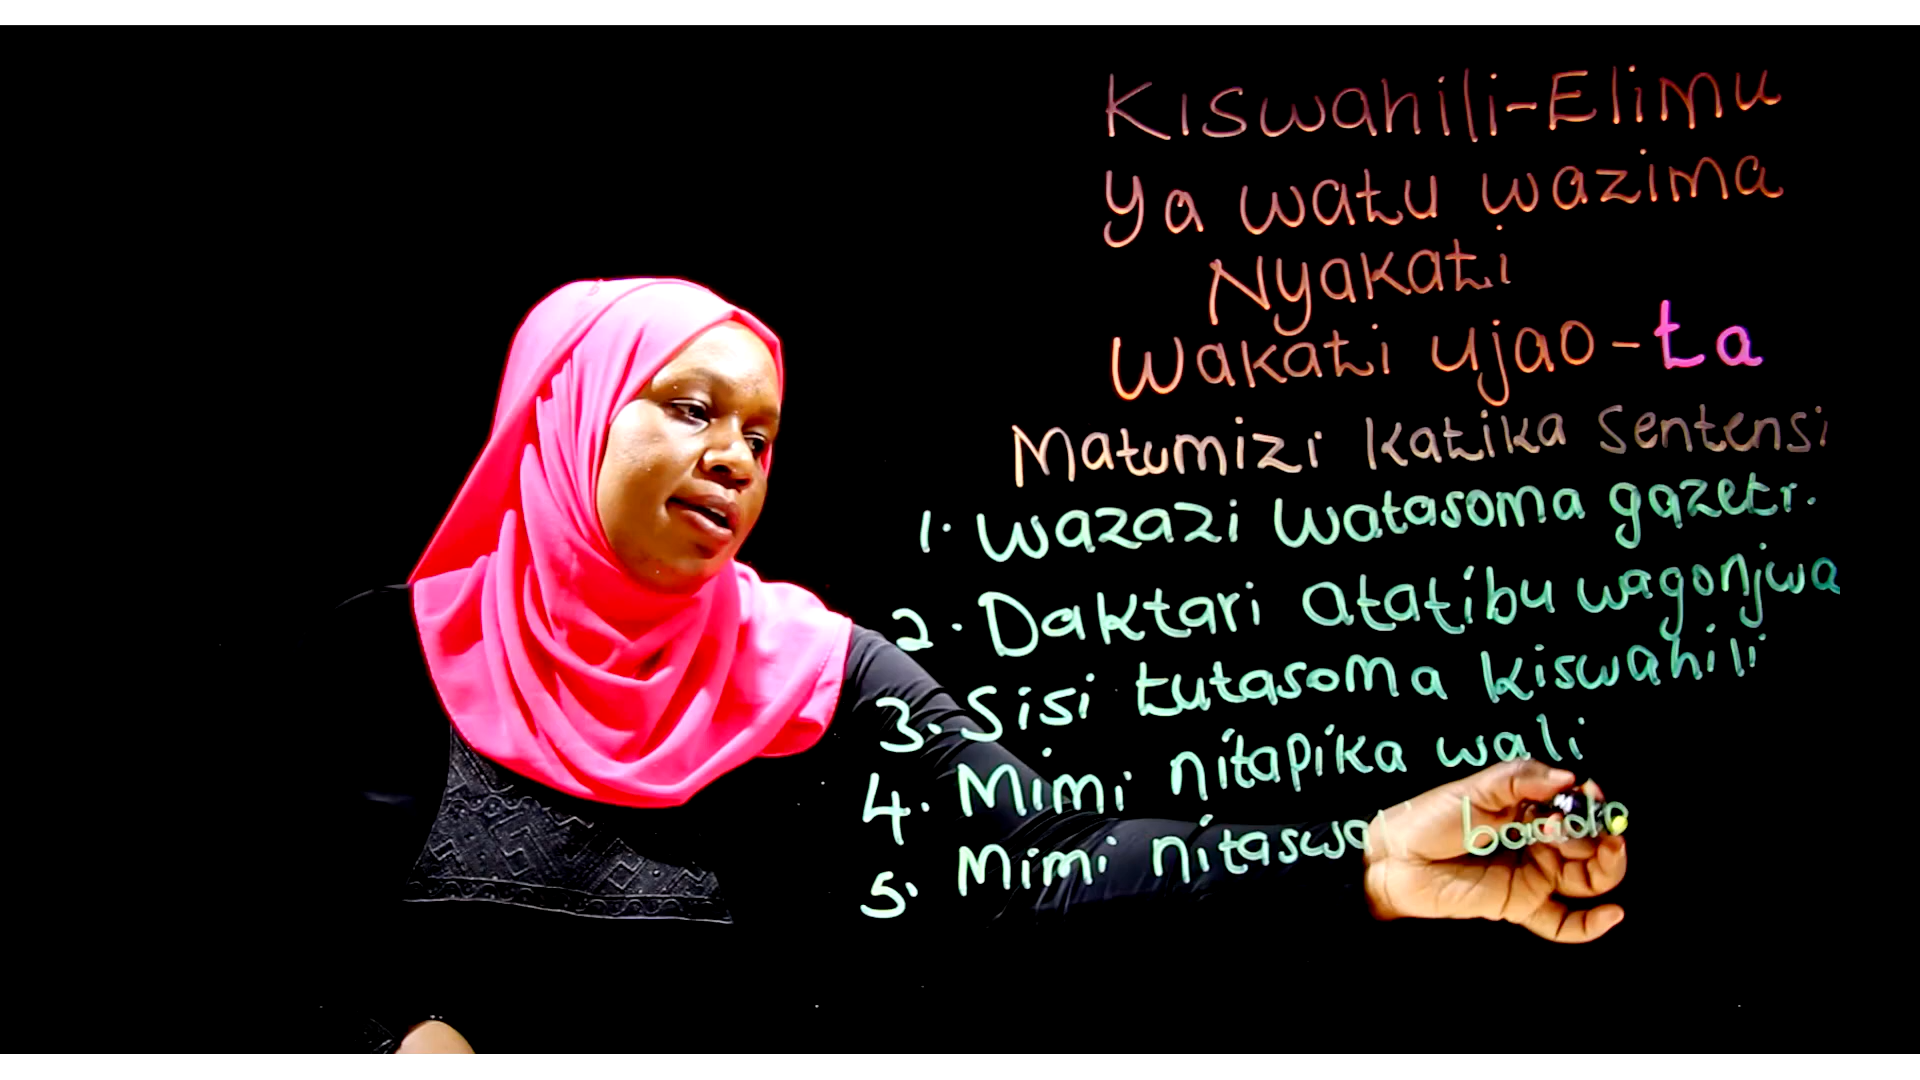 Kiswahili-Elimu
ya watu wazima
Nyakati
Wakati ujao-ta
Matumizi katika sentensi
1. Wazazi watasoma gazeti.
2. Daktari atatibu wagonjwa
3. Sisi tutasoma kiswahili
4. Mimi nitapika wali
5. Mimi nitaswali